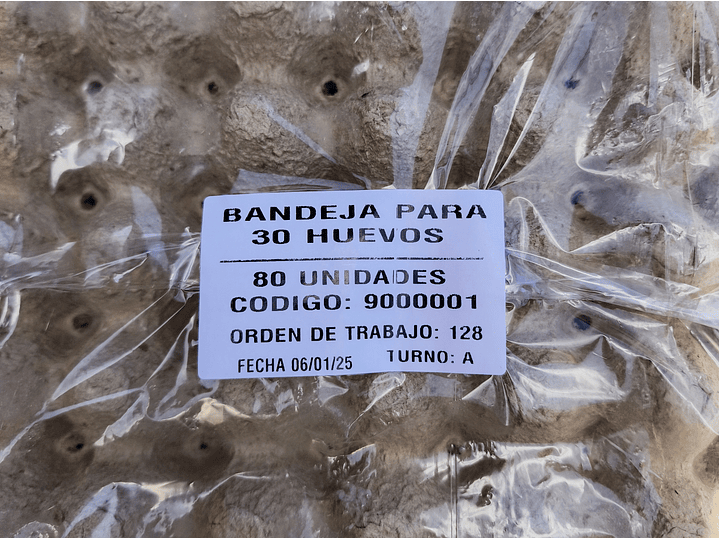 BANDEJA PARA
30 HUEVOS
80 UNIDADES
CODIGO: 9000001
ORDEN DE TRABAJO: 128
FECHA 06/01/25 TURNO: A